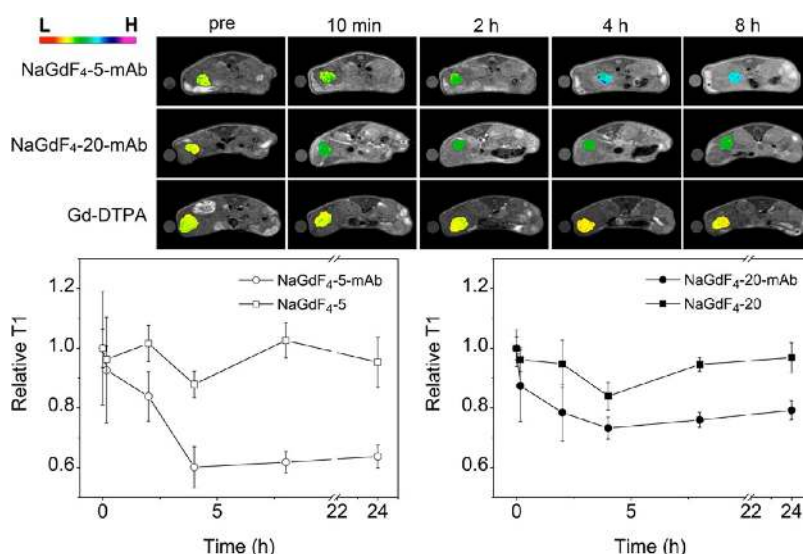 L H
pre 10 min 2 h 4 h 8 h
NaGdF₄-5-mAb
NaGdF₄-20-mAb
Gd-DTPA
Relative T1
1.2
1.0
0.8
0.6
NaGdF₄-5-mAb
NaGdF₄-5
0 5 22 24
Time (h)
Relative T1
1.2
1.0
0.8
0.6
NaGdF₄-20-mAb
NaGdF₄-20
0 5 22 24
Time (h)